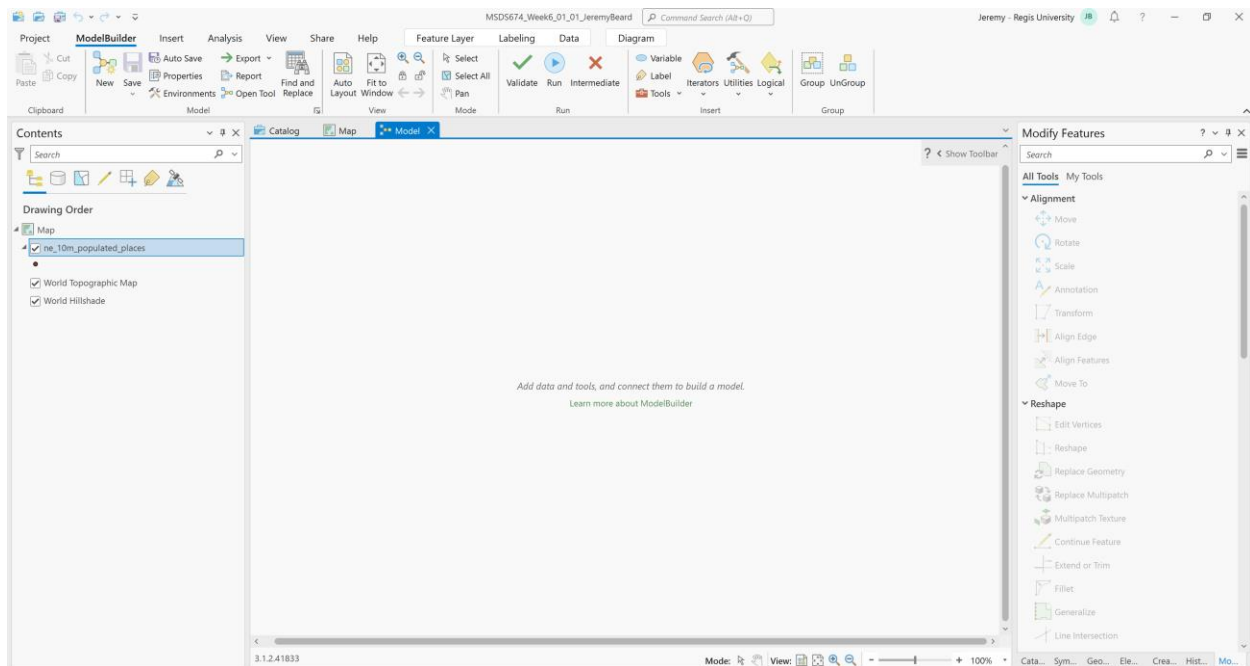 MSDS674_Week6_01_01_JeremyBeard
Command Search (Alt+Q)
Jeremy - Regis University
JB
?
Project
ModelBuilder
Insert
Analysis
View
Share
Help
Feature Layer
Labeling
Data
Diagram
Paste
Cut
Copy
Clipboard
New
Save
Auto Save
Properties
Environments
Export
Report
Open Tool
Find and Replace
Model
Auto Layout
Fit to Window
View
Select
Select All
Pan
Mode
Validate
Run
Intermediate
Run
Variable
Label
Tools
Iterators
Utilities
Logical
Insert
Group
UnGroup
Group
Contents
Search
Drawing Order
Map
ne_10m_populated_places
World Topographic Map
World Hillshade
Catalog
Map
Model
? < Show Toolbar
Add data and tools, and connect them to build a model.
Learn more about ModelBuilder
3.1.2.41833
Mode:
View:
100%
Modify Features
?
Search
All Tools
My Tools
Alignment
Move
Rotate
Scale
Annotation
Transform
Align Edge
Align Features
Move To
Reshape
Edit Vertices
Reshape
Replace Geometry
Replace Multipatch
Multipatch Texture
Continue Feature
Extend or Trim
Fillet
Generalize
Line Intersection
Cata...
Sym...
Geo...
Ele...
Crea...
Hist...
Mo...